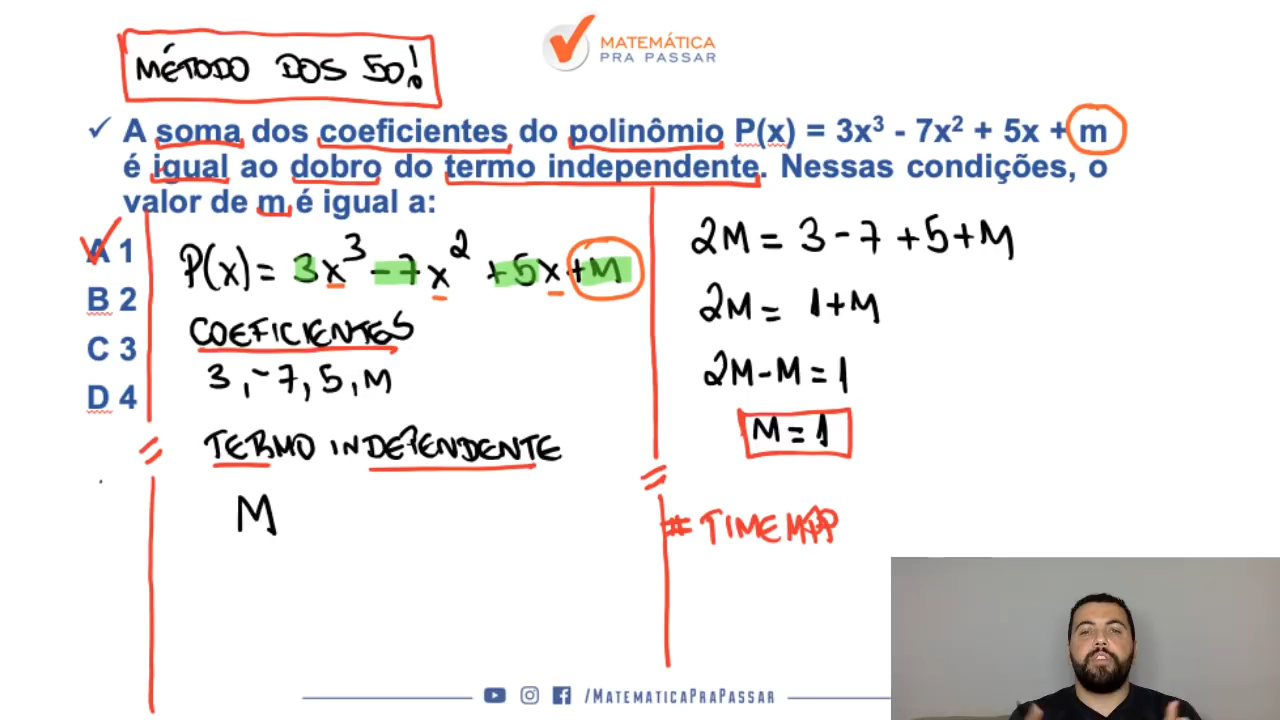 MÉTODO DOS 50!
MATEMÁTICA
PRA PASSAR
A soma dos coeficientes do polinômio P(x) = 3x³ - 7x² + 5x + m
é igual ao dobro do termo independente. Nessas condições, o
valor de m é igual a:
A 1
B 2
C 3
D 4
P(x) = 3x³ - 7x² + 5x + M
COEFICIENTES
3, -7, 5, M
TERMO INDEPENDENTE
M
2M = 3 - 7 + 5 + M
2M = 1 + M
2M - M = 1
M = 1
# TIMEMPP
/MATEMATICAPRAPASSAR